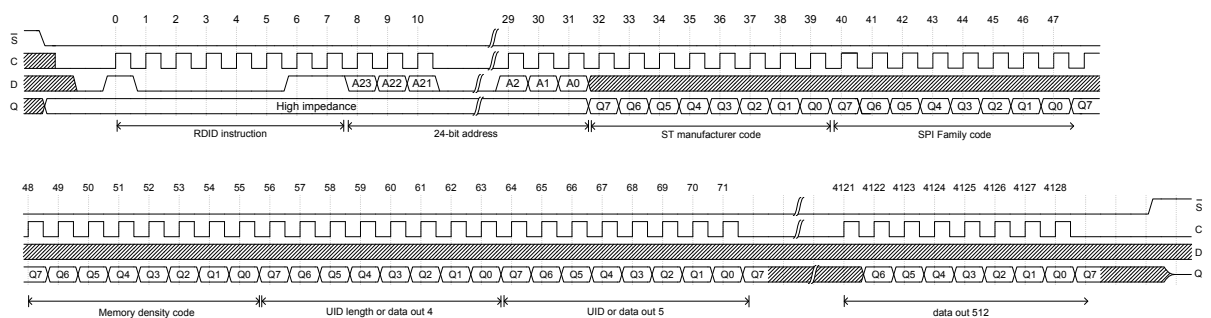 0 1 2 3 4 5 6 7 8 9 10 29 30 31 32 33 34 35 36 37 38 39 40 41 42 43 44 45 46 47
S
C
D A23 A22 A21 A2 A1 A0
Q High impedance Q7 Q6 Q5 Q4 Q3 Q2 Q1 Q0 Q7 Q6 Q5 Q4 Q3 Q2 Q1 Q0 Q7
RDID instruction 24-bit address ST manufacturer code SPI Family code
48 49 50 51 52 53 54 55 56 57 58 59 60 61 62 63 64 65 66 67 68 69 70 71 4121 4122 4123 4124 4125 4126 4127 4128
S
C
D
Q7 Q6 Q5 Q4 Q3 Q2 Q1 Q0 Q7 Q6 Q5 Q4 Q3 Q2 Q1 Q0 Q7 Q6 Q5 Q4 Q3 Q2 Q1 Q0 Q7 Q6 Q5 Q4 Q3 Q2 Q1 Q0 Q7 Q
Memory density code UID length or data out 4 UID or data out 5 data out 512